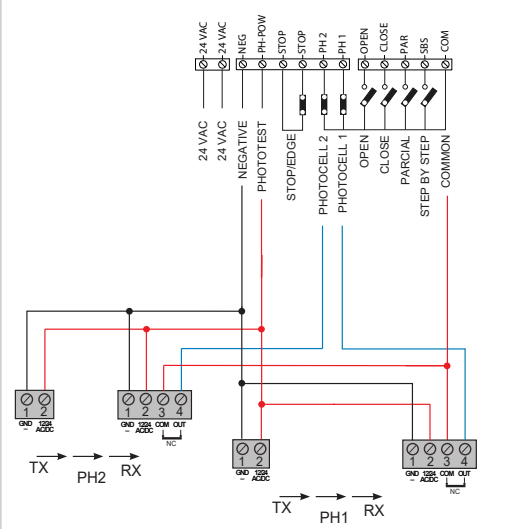 24 VAC
24 VAC
NEG
PH-POW
STOP
STOP
PH 2
PH 1
OPEN
CLOSE
PAR
SBS
COM
24 VAC
24 VAC
NEGATIVE
PHOTOTEST
STOP/EDGE
PHOTOCELL 2
PHOTOCELL 1
OPEN
CLOSE
PARCIAL
STEP BY STEP
COMMON
1 2
GND 12/24
– AC/DC
1 2 3 4
GND 12/24 COM OUT
– AC/DC
NC
TX PH2 RX
1 2
GND 12/24
– AC/DC
1 2 3 4
GND 12/24 COM OUT
– AC/DC
NC
TX PH1 RX